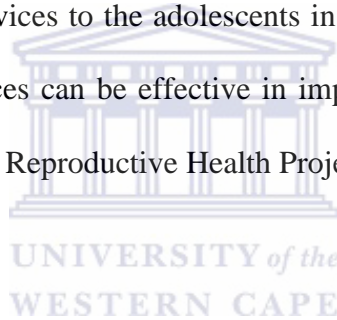 vices to the adolescents in
ces can be effective in imp
Reproductive Health Proje
UNIVERSITY of the
WESTERN CAPE